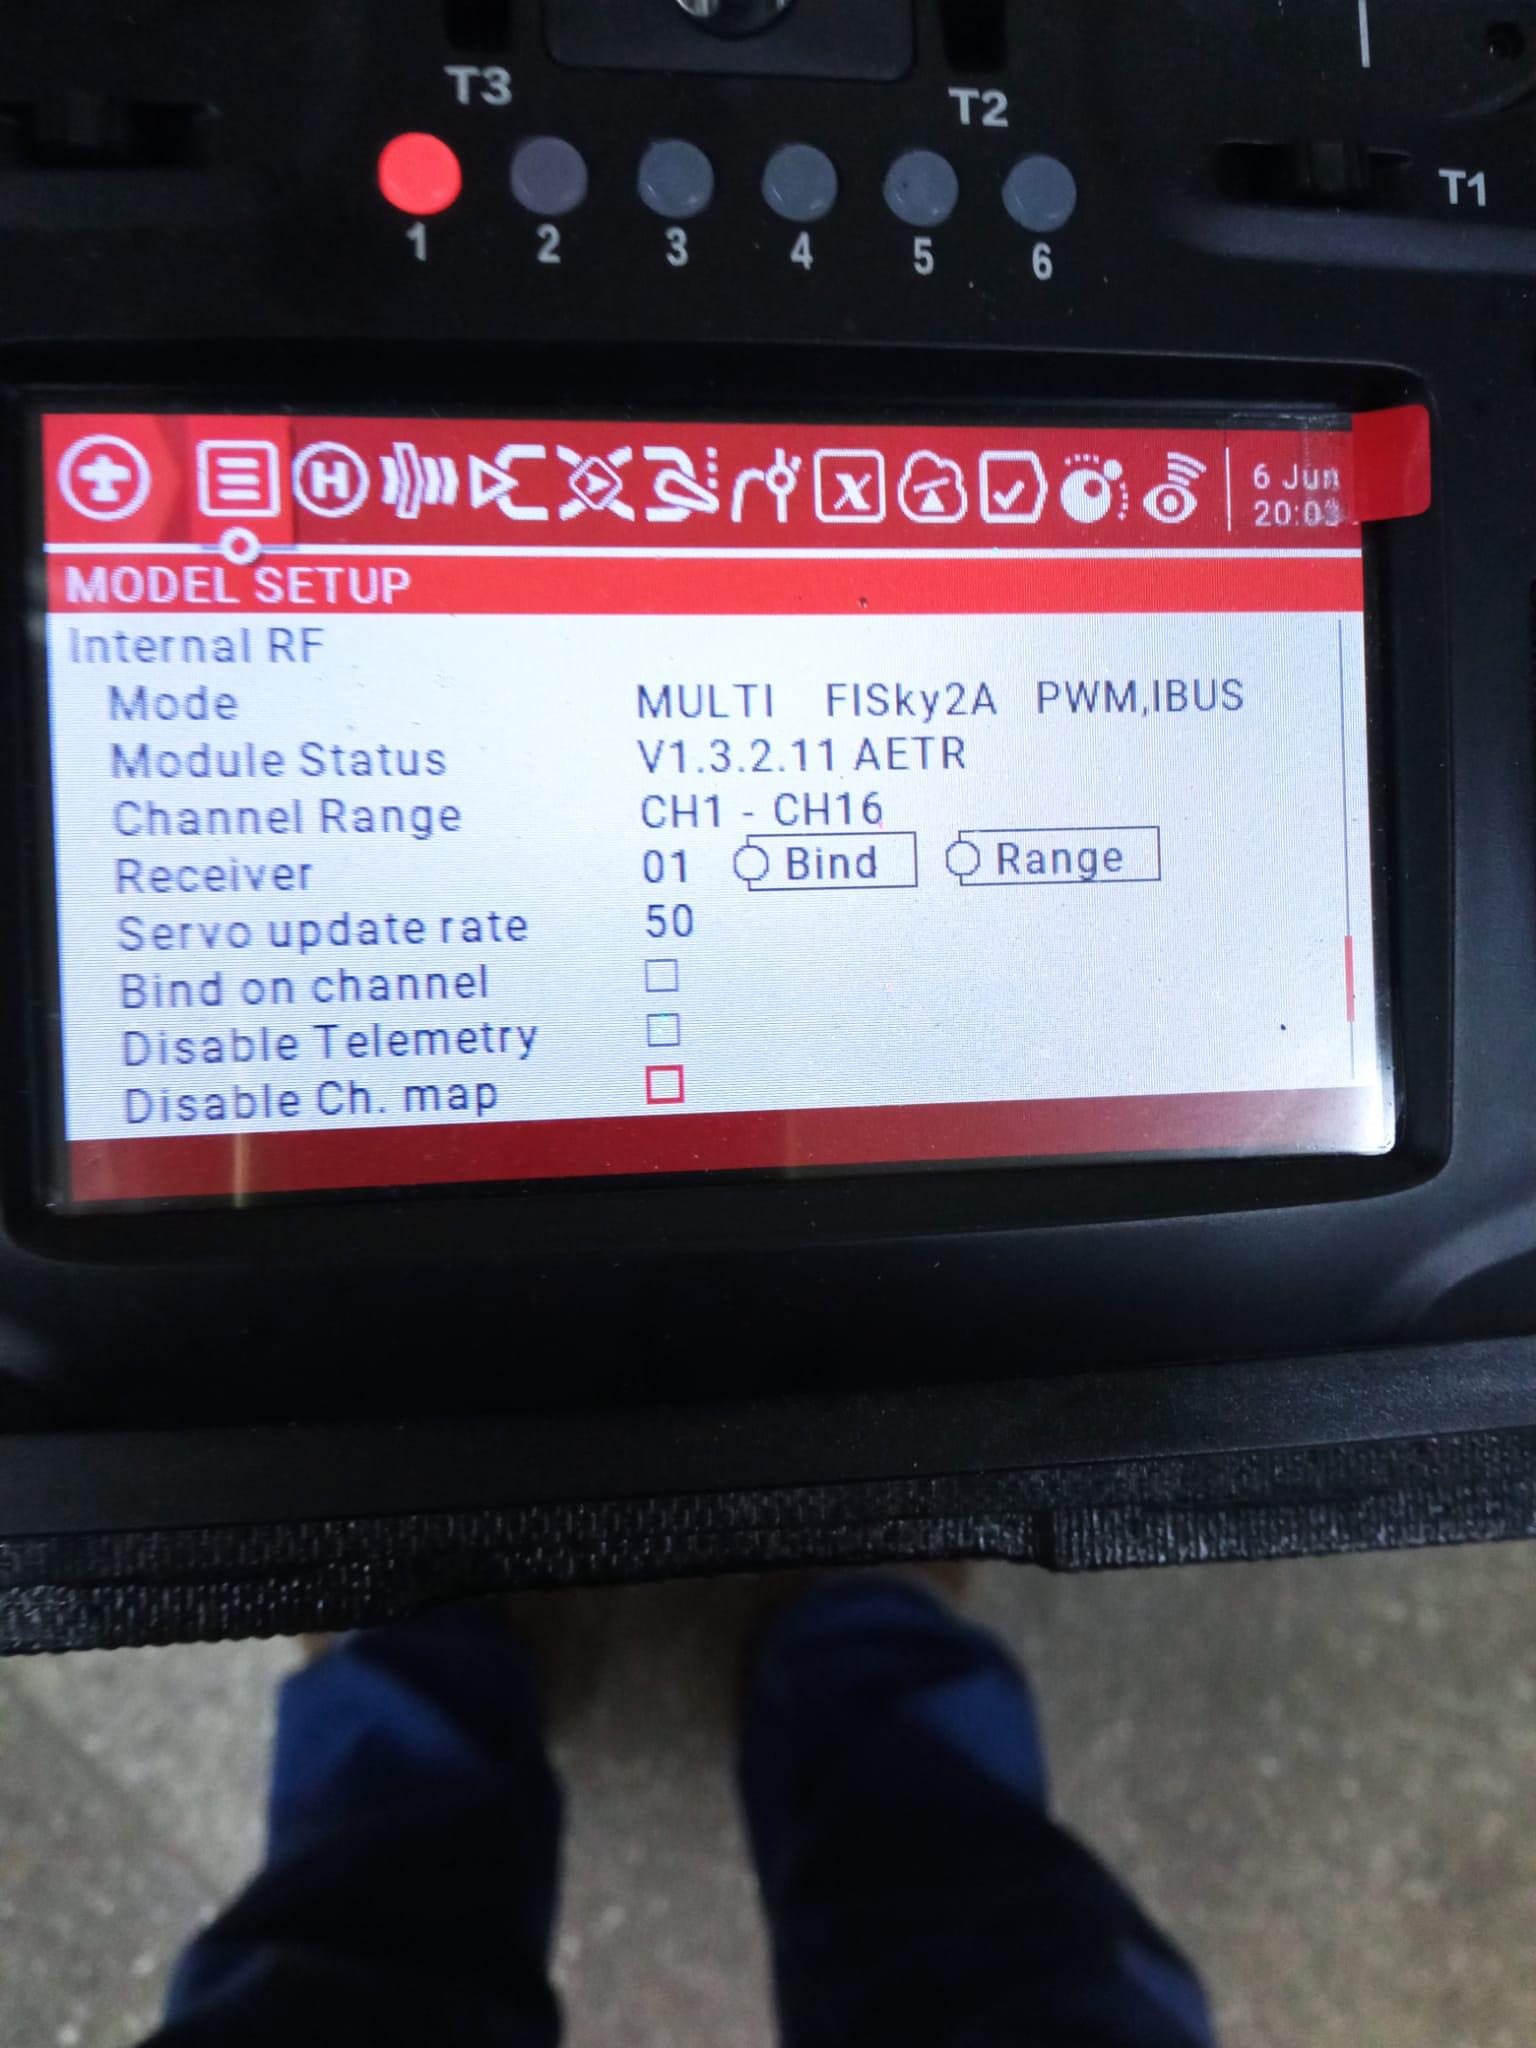 T3
T2
T1
1 2 3 4 5 6
6 Jun
MODEL SETUP
Internal RF
Mode MULTI FlSky2A PWM,IBUS
Module Status V1.3.2.11 AETR
Channel Range CH1 - CH16
Receiver 01 Bind Range
Servo update rate 50
Bind on channel
Disable Telemetry
Disable Ch. map